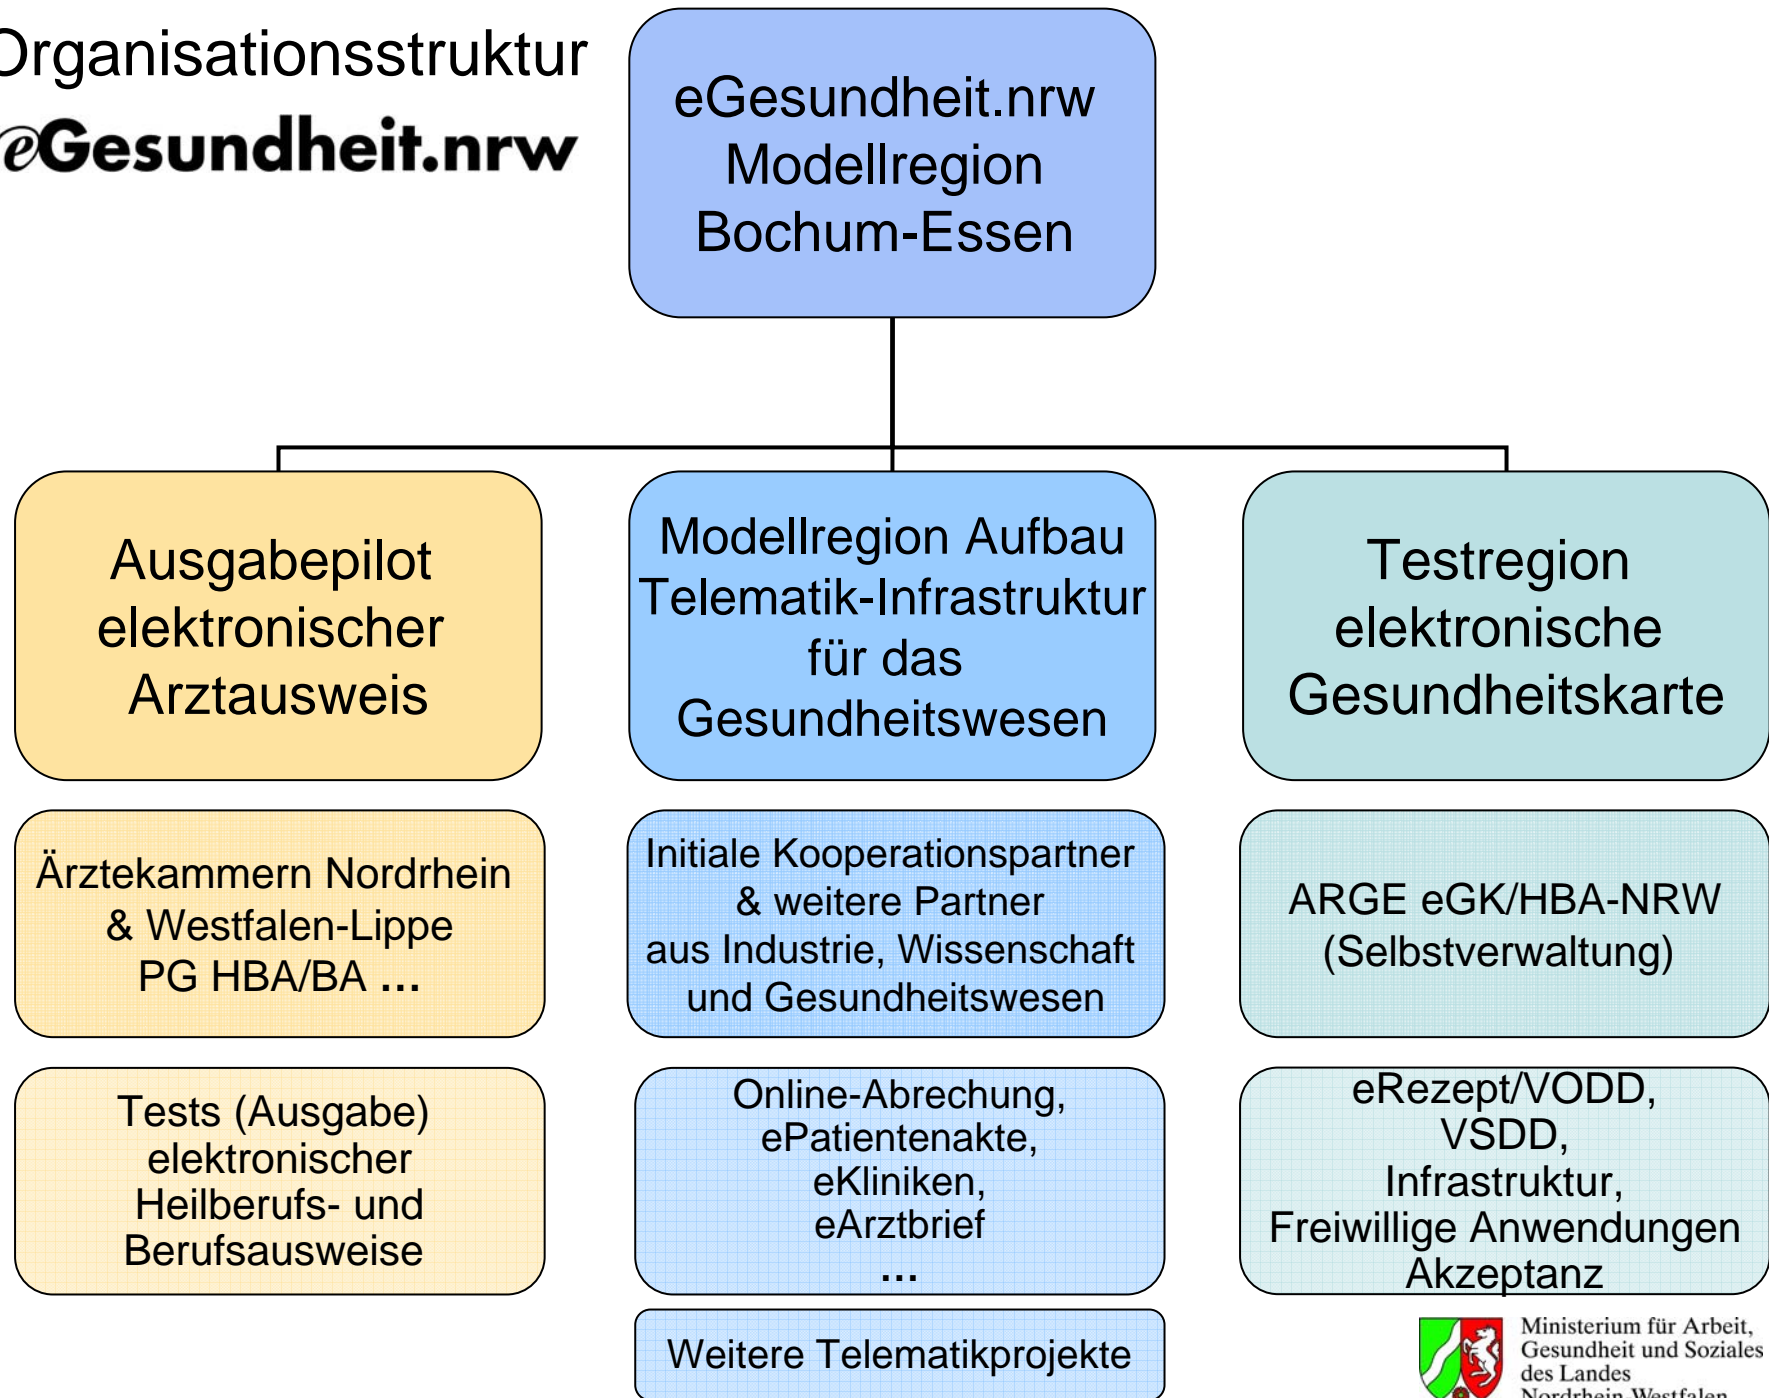 Organisationsstruktur
eGesundheit.nrw
eGesundheit.nrw
Modellregion
Bochum-Essen
Ausgabepilot
elektronischer
Arztausweis
Modellregion Aufbau
Telematik-Infrastruktur
für das
Gesundheitswesen
Testregion
elektronische
Gesundheitskarte
Ärztekammern Nordrhein
& Westfalen-Lippe
PG HBA/BA ...
Initiale Kooperationspartner
& weitere Partner
aus Industrie, Wissenschaft
und Gesundheitswesen
ARGE eGK/HBA-NRW
(Selbstverwaltung)
Tests (Ausgabe)
elektronischer
Heilberufs- und
Berufsausweise
Online-Abrechung,
ePatientenakte,
eKliniken,
eArztbrief
...
eRezept/VODD,
VSDD,
Infrastruktur,
Freiwillige Anwendungen
Akzeptanz
Weitere Telematikprojekte
Ministerium für Arbeit,
Gesundheit und Soziales
des Landes
Nordrhein-Westfalen